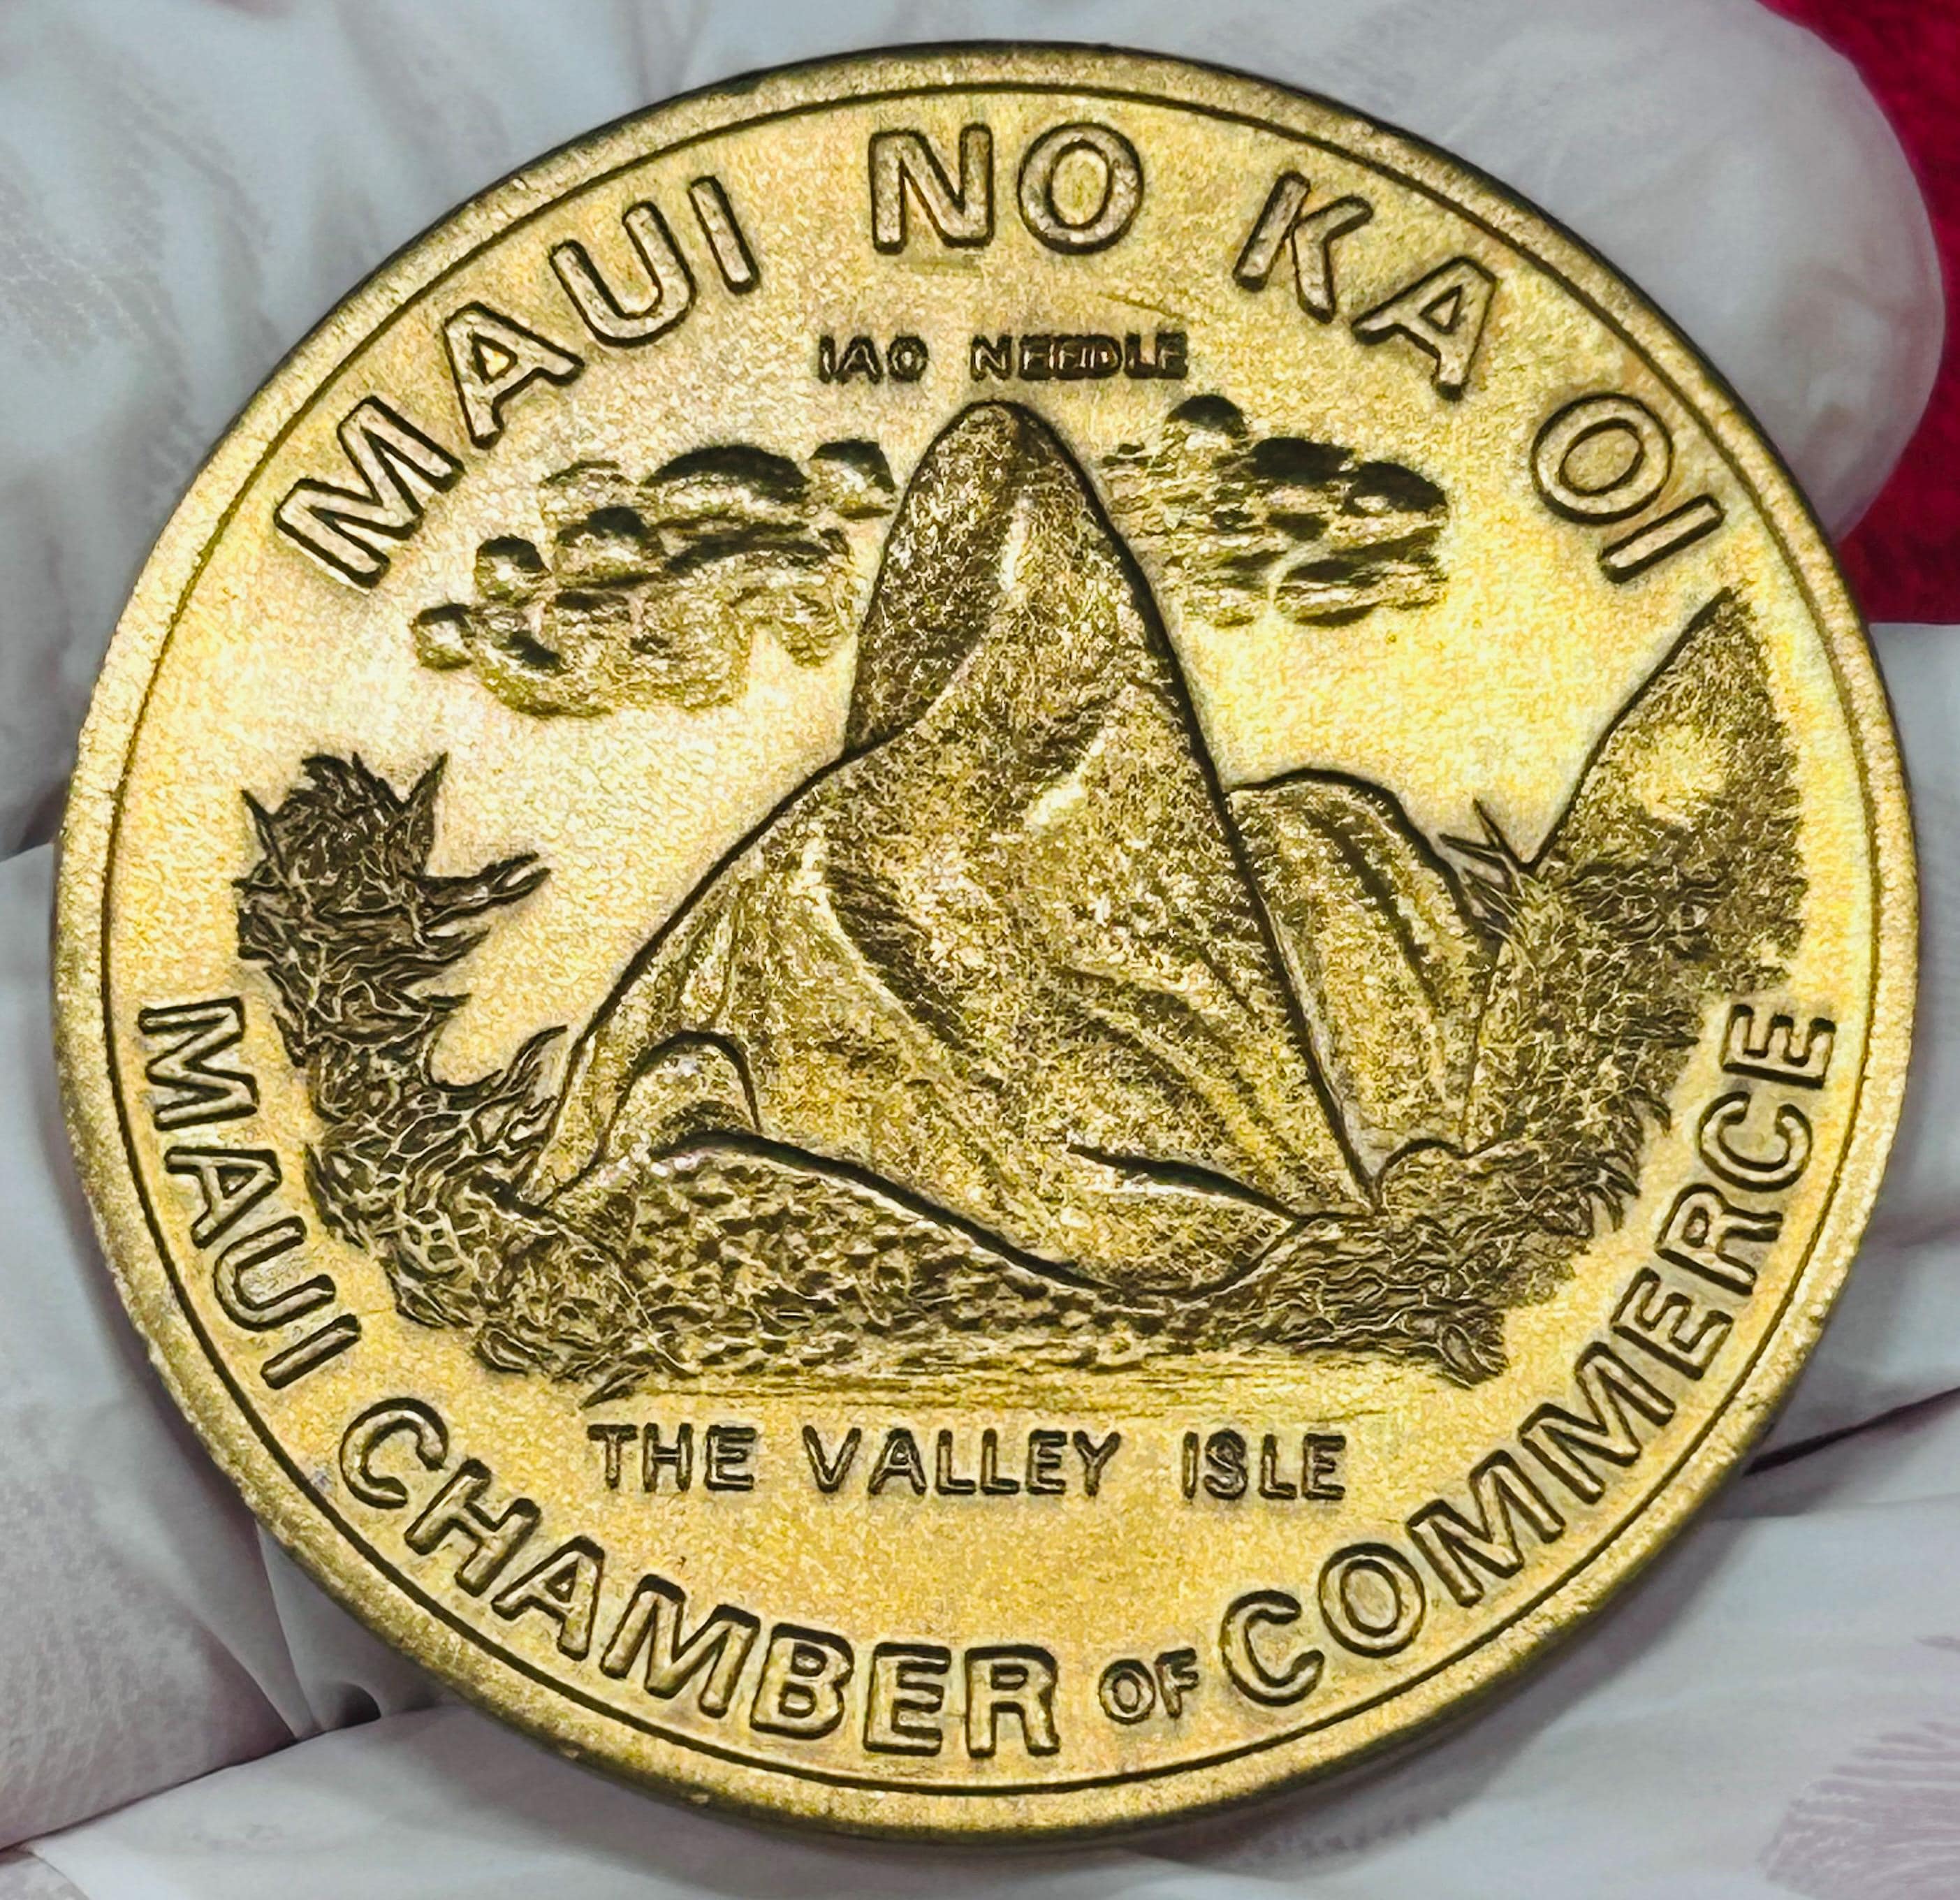 MAUI NO KA OI
IAO NEEDLE
THE VALLEY ISLE
MAUI CHAMBER OF COMMERCE